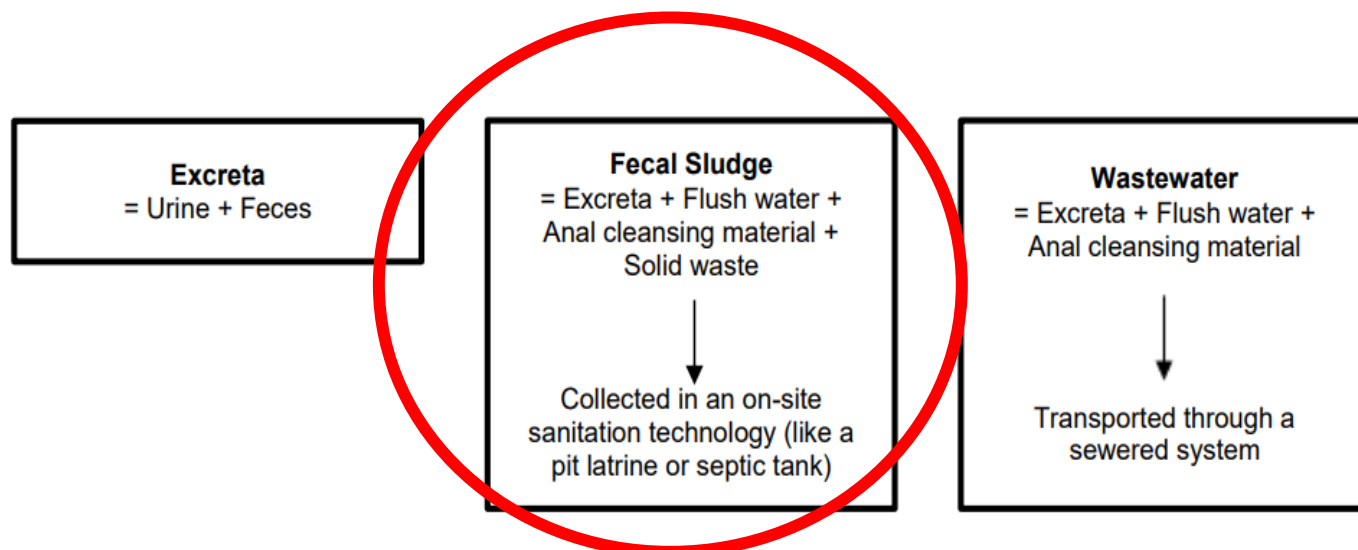 Excreta
= Urine + Feces
Fecal Sludge
= Excreta + Flush water +
Anal cleansing material +
Solid waste
Collected in an on-site
sanitation technology (like a
pit latrine or septic tank)
Wastewater
= Excreta + Flush water +
Anal cleansing material
Transported through a
sewered system